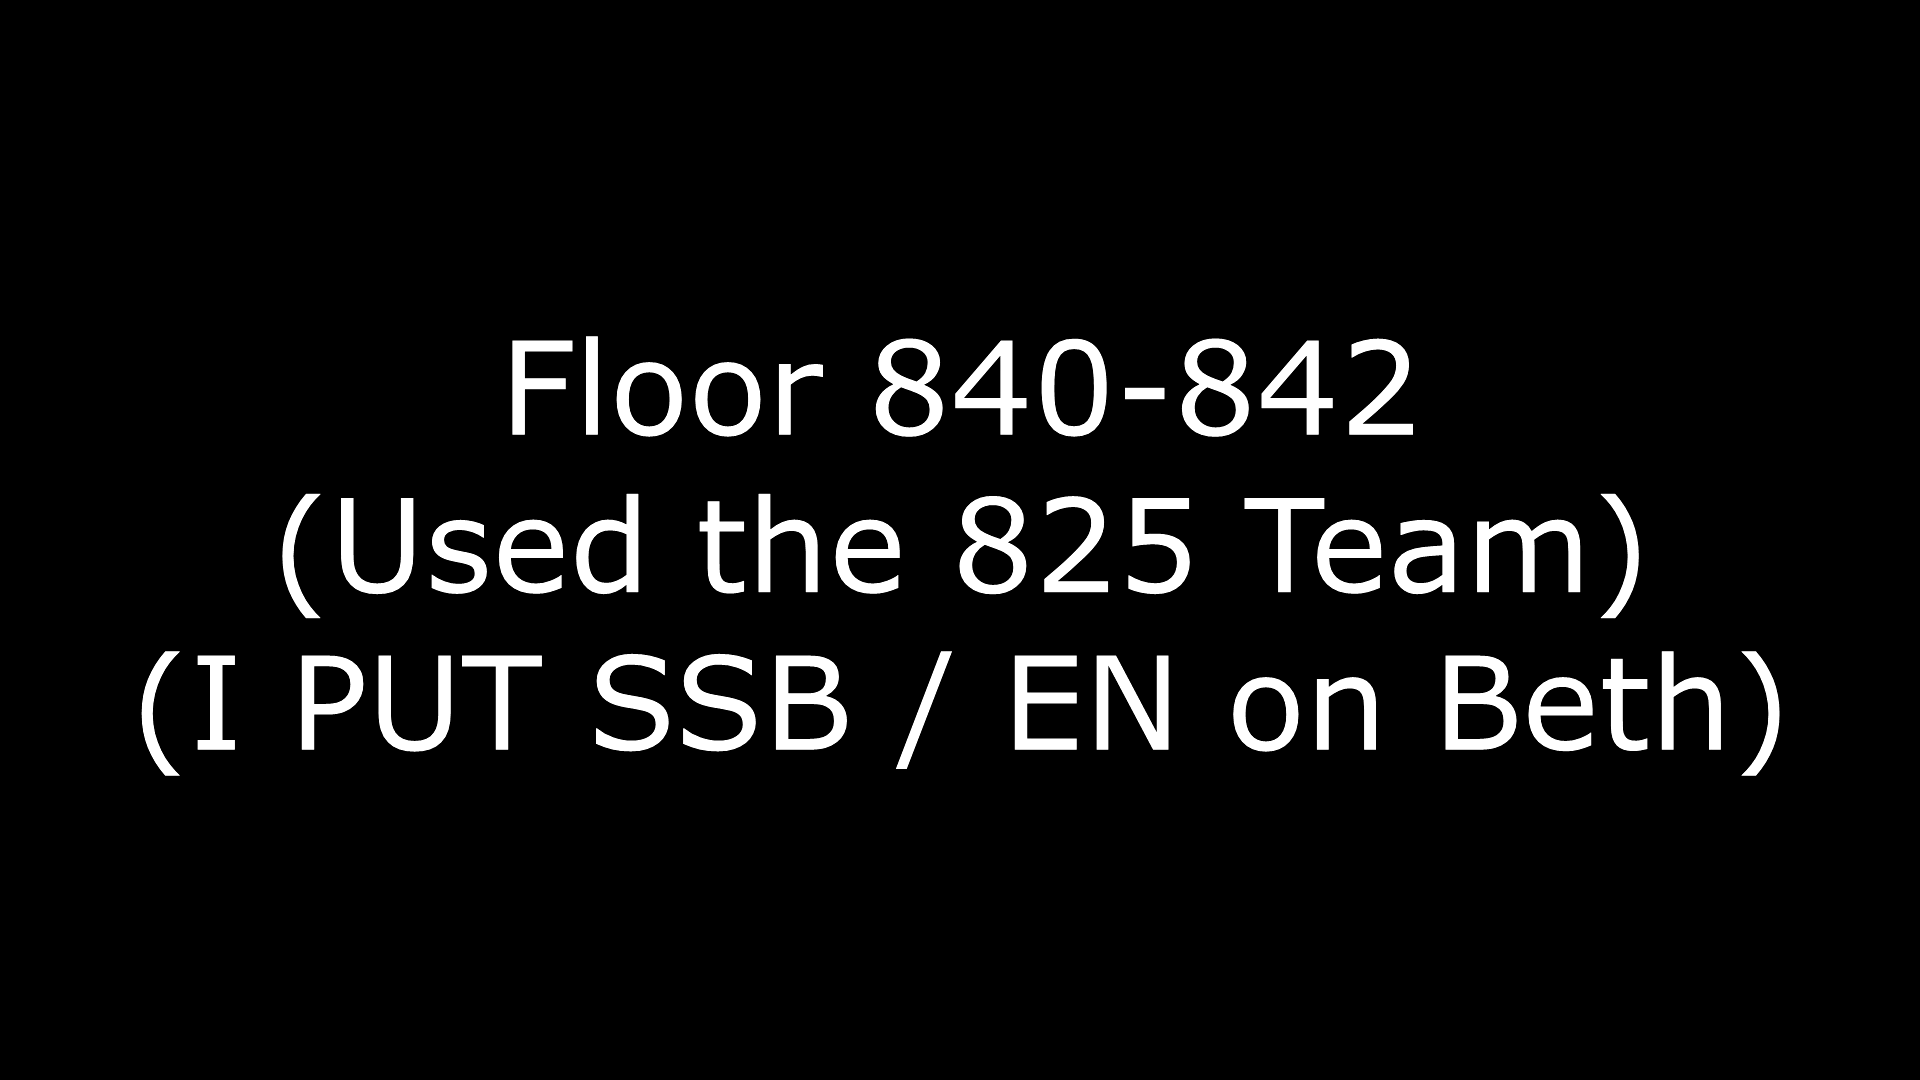 Floor 840-842
(Used the 825 Team)
(I PUT SSB / EN on Beth)